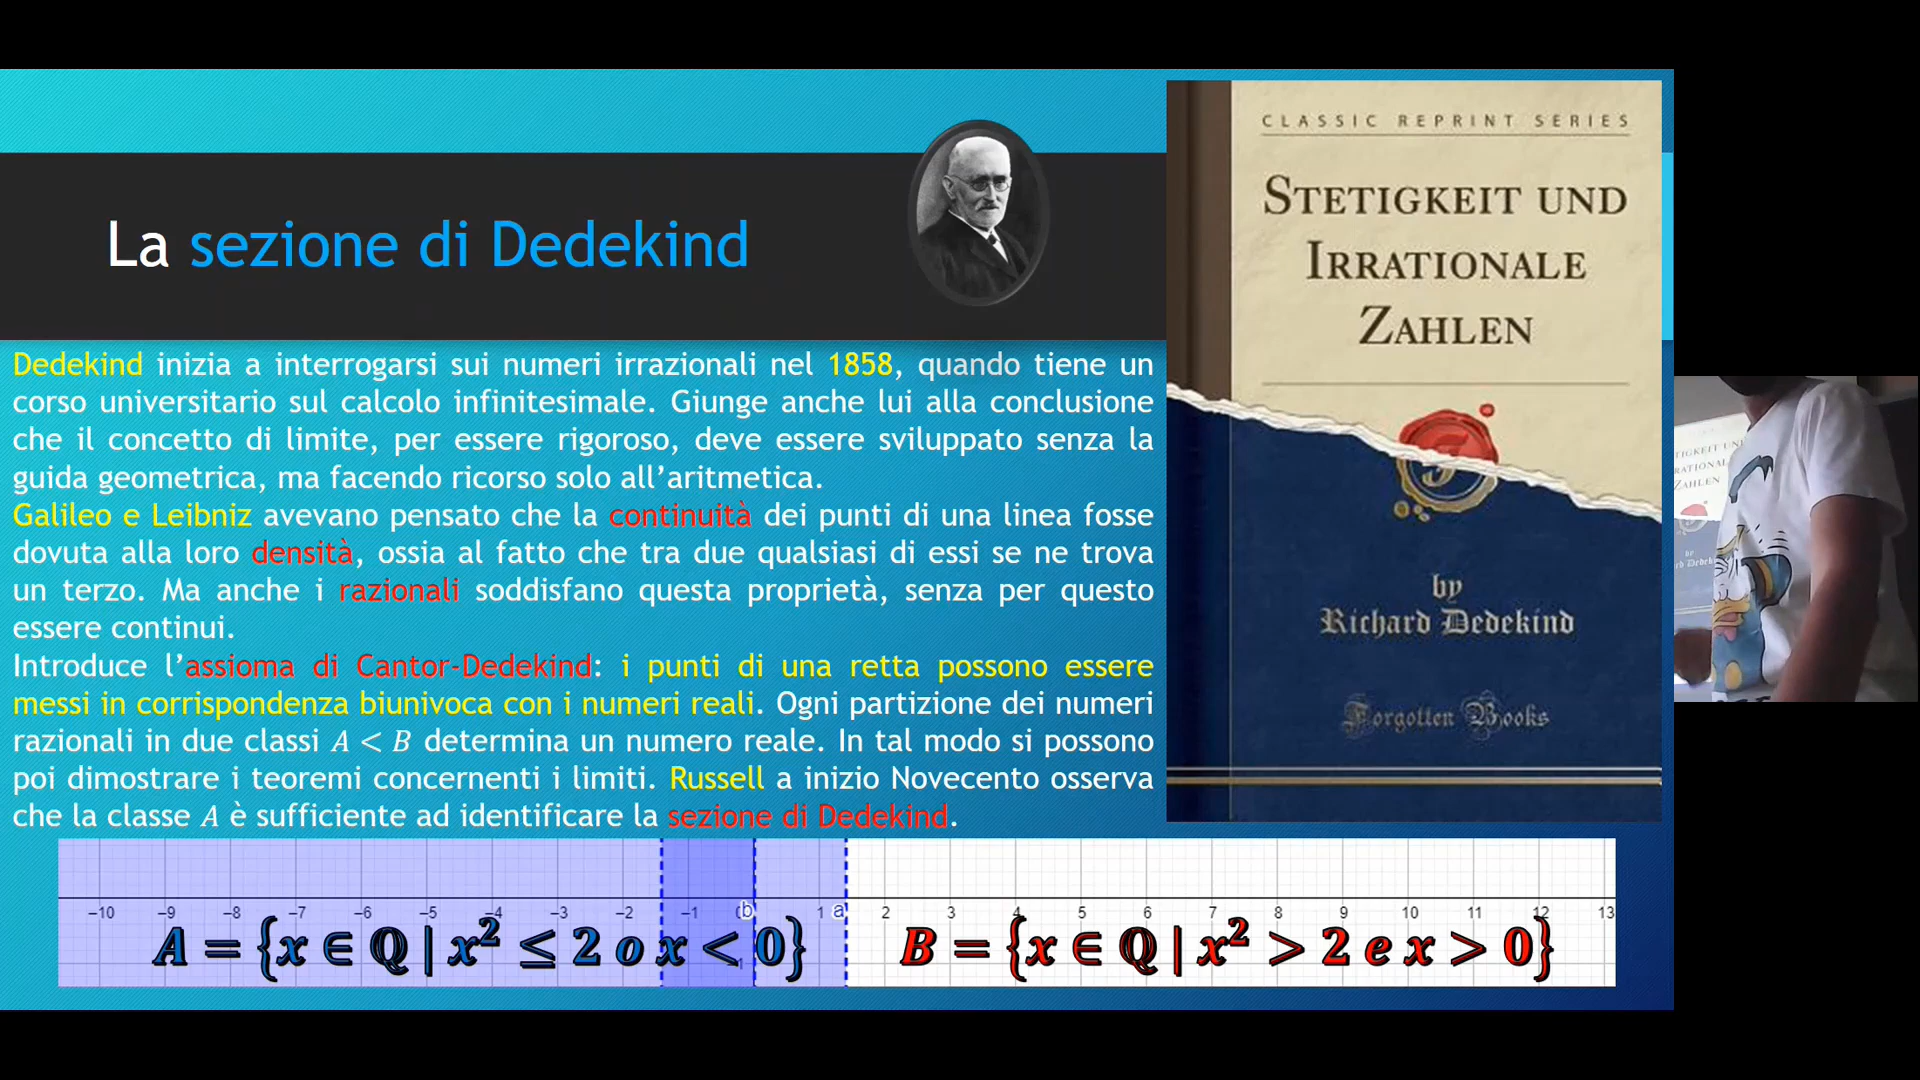 La sezione di Dedekind
CLASSIC REPRINT SERIES
STETIGKEIT UND
IRRATIONALE
ZAHLEN
by
Richard Dedekind
Forgotten Books
Dedekind inizia a interrogarsi sui numeri irrazionali nel 1858, quando tiene un
corso universitario sul calcolo infinitesimale. Giunge anche lui alla conclusione
che il concetto di limite, per essere rigoroso, deve essere sviluppato senza la
guida geometrica, ma facendo ricorso solo all’aritmetica.
Galileo e Leibniz avevano pensato che la continuità dei punti di una linea fosse
dovuta alla loro densità, ossia al fatto che tra due qualsiasi di essi se ne trova
un terzo. Ma anche i razionali soddisfano questa proprietà, senza per questo
essere continui.
Introduce l’assioma di Cantor-Dedekind: i punti di una retta possono essere
messi in corrispondenza biunivoca con i numeri reali. Ogni partizione dei numeri
razionali in due classi A < B determina un numero reale. In tal modo si possono
poi dimostrare i teoremi concernenti i limiti. Russell a inizio Novecento osserva
che la classe A è sufficiente ad identificare la sezione di Dedekind.
−10 −9 −8 −7 −6 −5 −4 −3 −2 −1 b 1 a 2 3 4 5 6 7 8 9 10 11 12 13
A = {x ∈ ℚ | x² ≤ 2 o x < 0} B = {x ∈ ℚ | x² > 2 e x > 0}
ZAHLEN
by